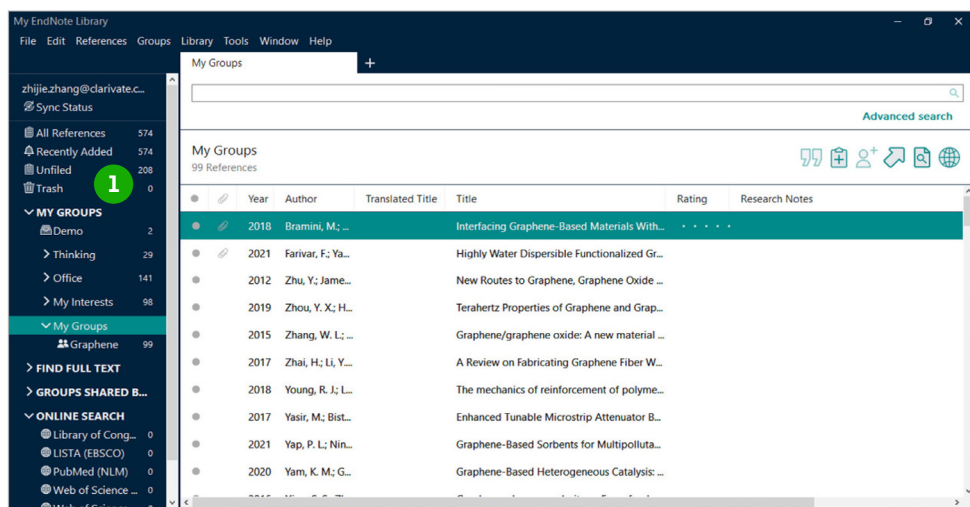 My EndNote Library
File Edit References Groups Library Tools Window Help
My Groups
zhijie.zhang@clarivate.c...
Sync Status
All References 574
Recently Added 574
Unfiled 208
Trash 0
1
MY GROUPS
Demo 2
Thinking 29
Office 141
My Interests 98
My Groups
Graphene 99
FIND FULL TEXT
GROUPS SHARED B...
ONLINE SEARCH
Library of Cong... 0
LISTA (EBSCO) 0
PubMed (NLM) 0
Web of Science ... 0
Advanced search
My Groups
99 References
Year Author Translated Title Title Rating Research Notes
2018 Bramini, M.; ... Interfacing Graphene-Based Materials With...
2021 Farivar, F.; Ya... Highly Water Dispersible Functionalized Gr...
2012 Zhu, Y.; Jame... New Routes to Graphene, Graphene Oxide ...
2019 Zhou, Y. X.; H... Terahertz Properties of Graphene and Grap...
2015 Zhang, W. L.; ... Graphene/graphene oxide: A new material ...
2017 Zhai, H.; Li, Y.... A Review on Fabricating Graphene Fiber W...
2018 Young, R. J.; L... The mechanics of reinforcement of polyme...
2017 Yasir, M.; Bist... Enhanced Tunable Microstrip Attenuator B...
2021 Yap, P. L.; Nin... Graphene-Based Sorbents for Multipolluta...
2020 Yam, K. M.; G... Graphene-Based Heterogeneous Catalysis: ...